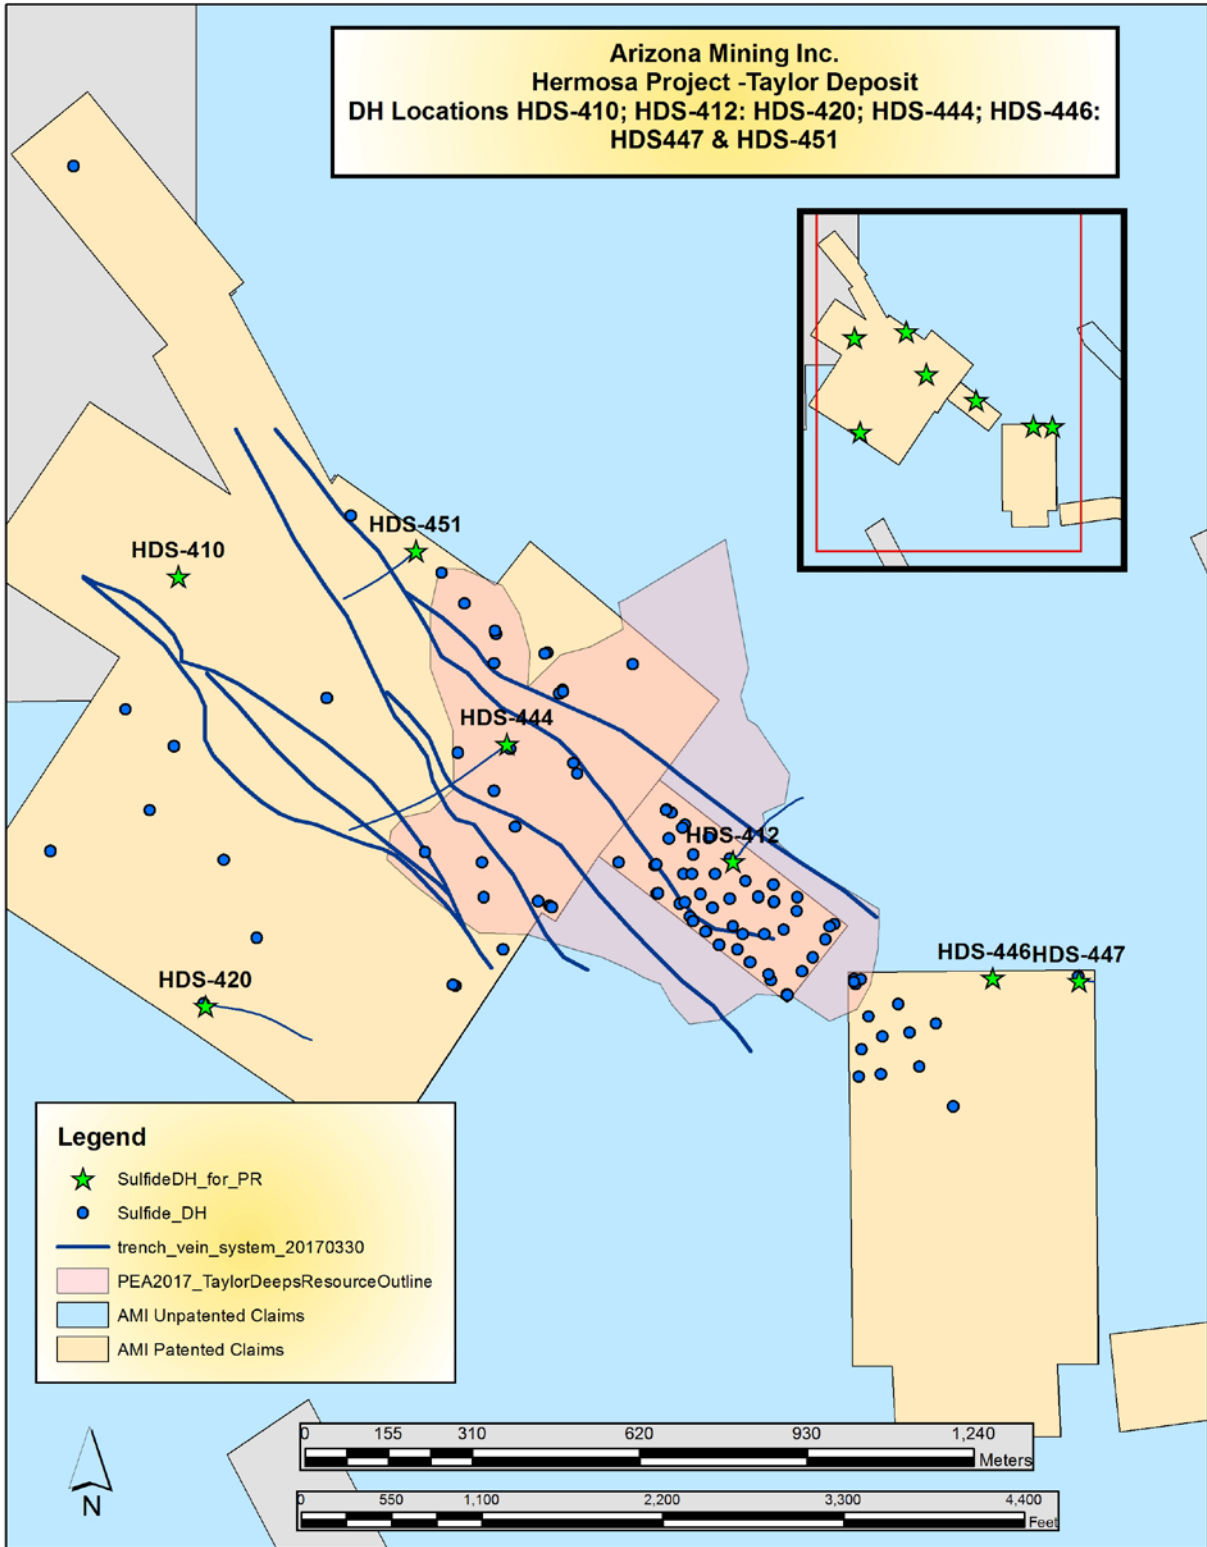 Arizona Mining Inc.
Hermosa Project -Taylor Deposit
DH Locations HDS-410; HDS-412: HDS-420; HDS-444; HDS-446:
HDS447 & HDS-451
HDS-451
HDS-410
HDS-444
HDS-412
HDS-446
HDS-447
HDS-420
Legend
SulfideDH_for_PR
Sulfide_DH
trench_vein_system_20170330
PEA2017_TaylorDeepsResourceOutline
AMI Unpatented Claims
AMI Patented Claims
N
0 155 310 620 930 1,240
Meters
0 550 1,100 2,200 3,300 4,400
Feet